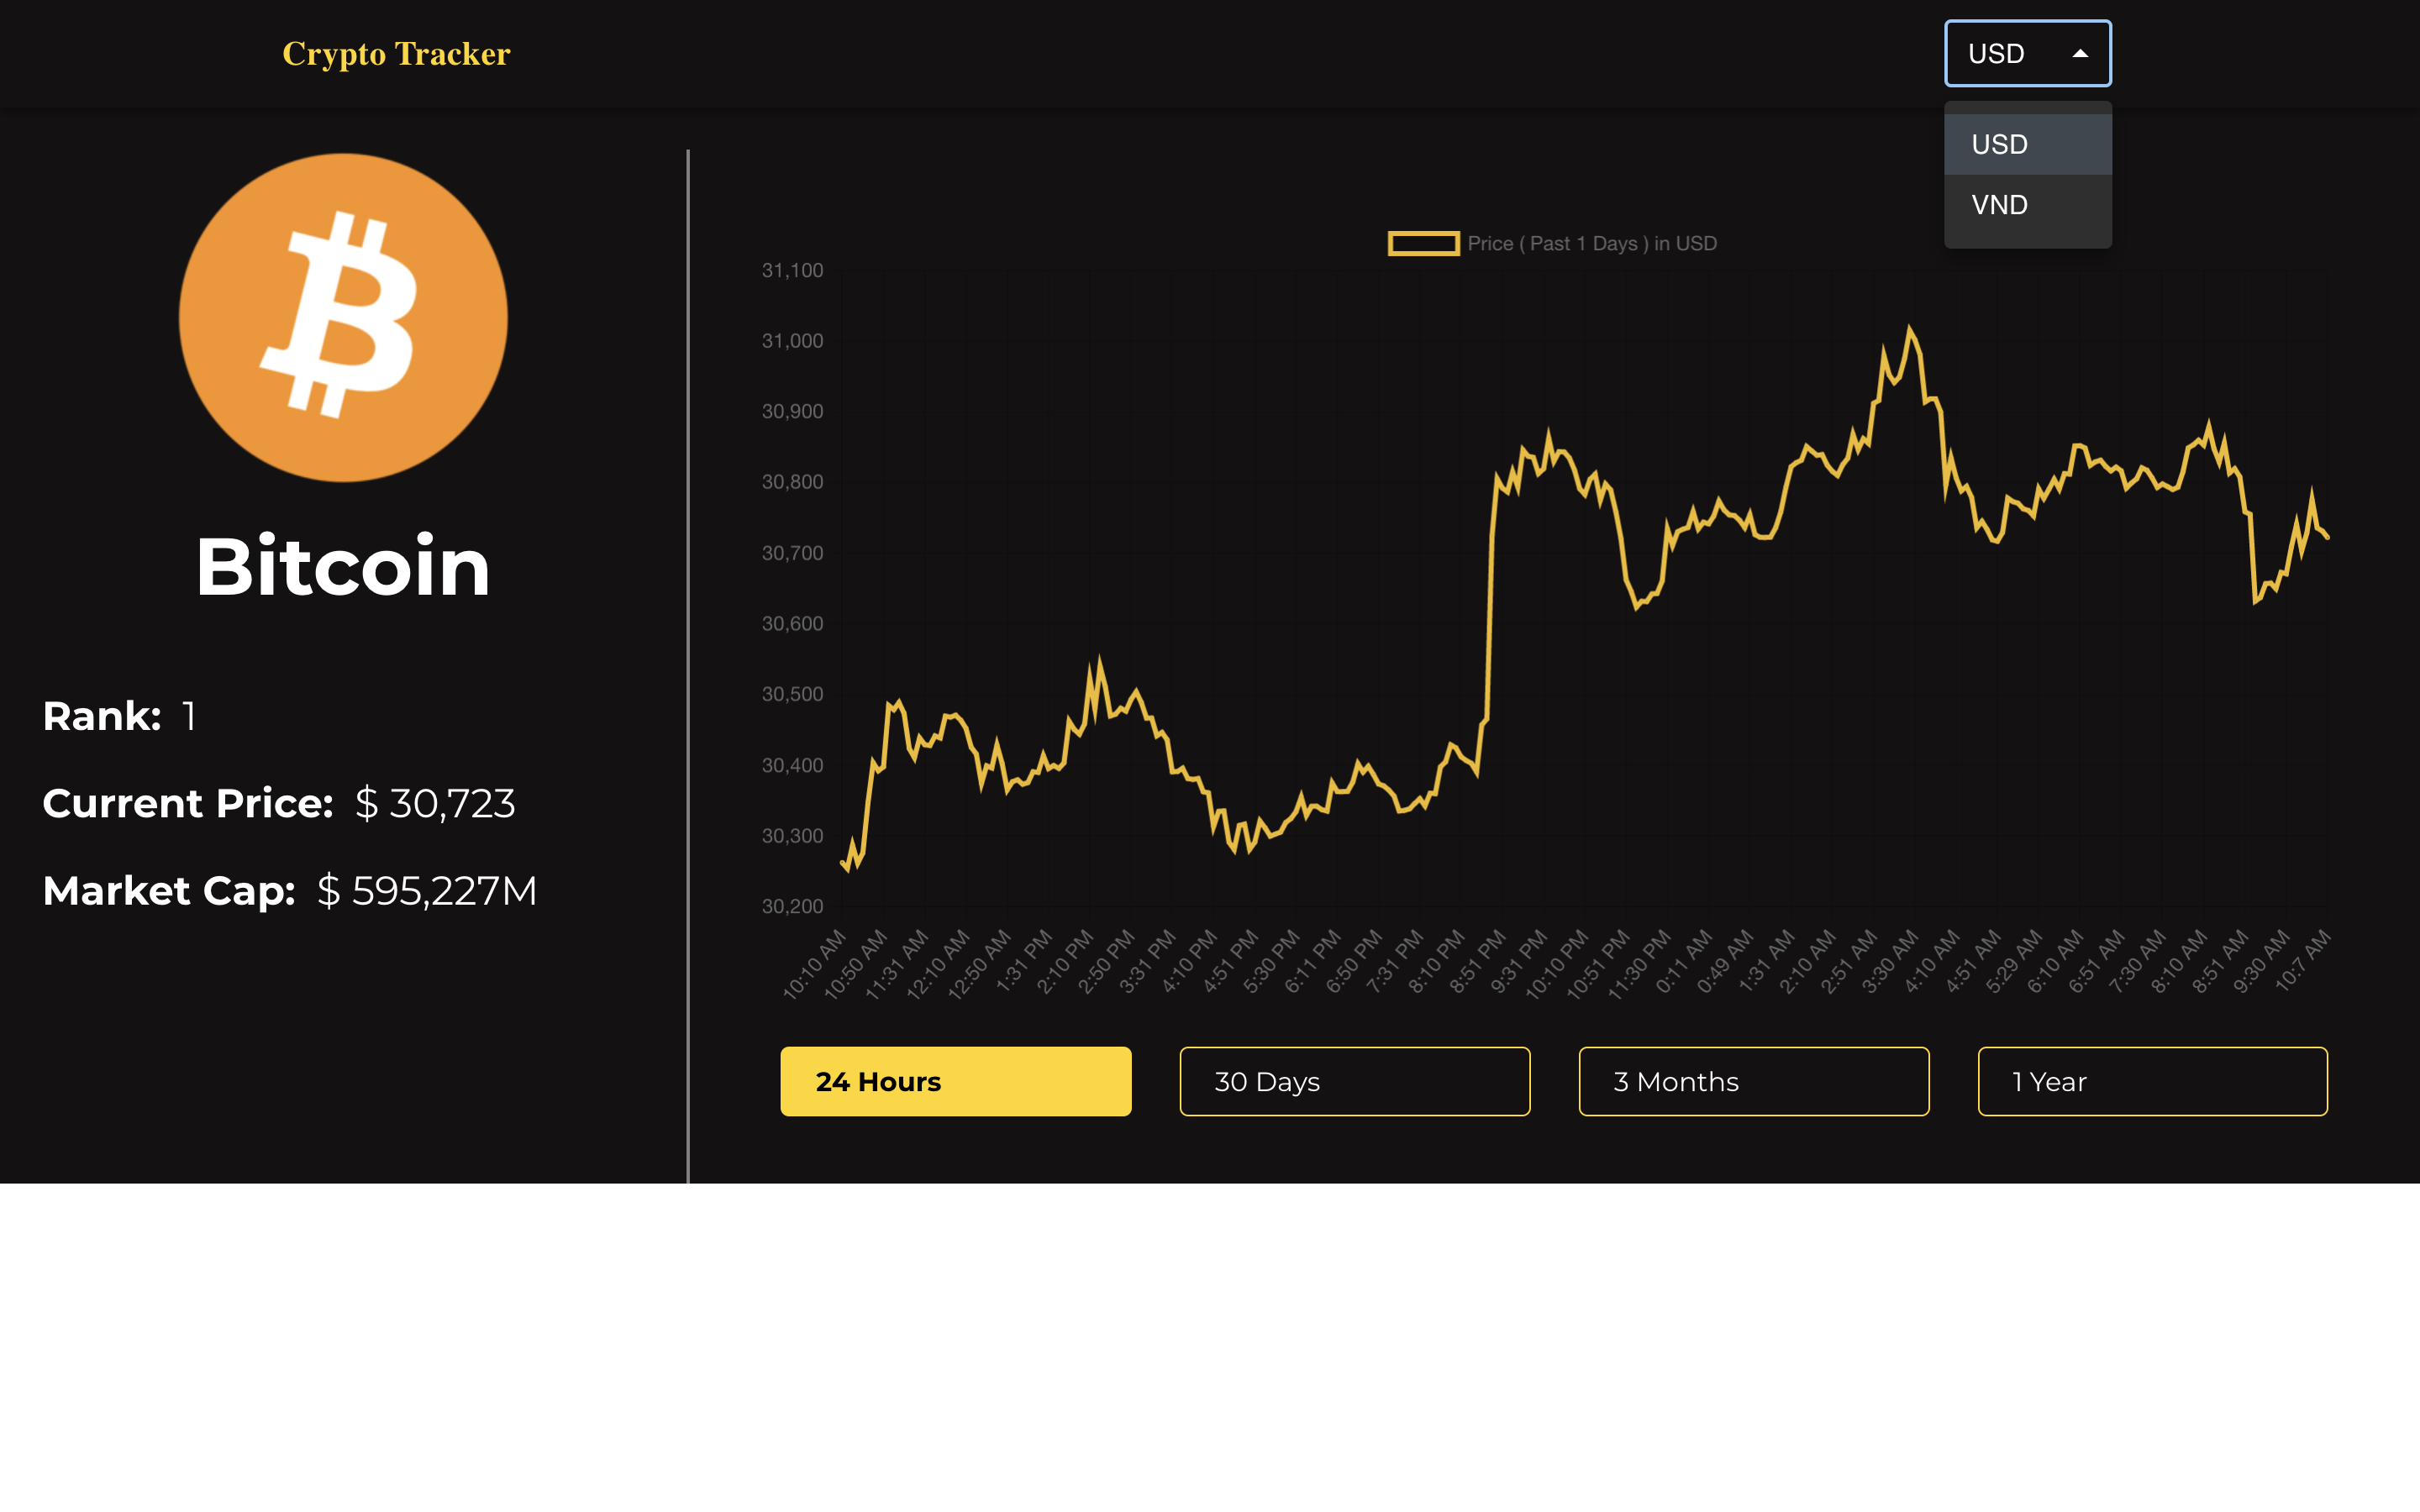 Crypto Tracker
USD
USD
VND
Bitcoin
Rank: 1
Current Price: $ 30,723
Market Cap: $ 595,227M
Price ( Past 1 Days ) in USD
31,100
31,000
30,900
30,800
30,700
30,600
30,500
30,400
30,300
30,200
10:10 AM
10:50 AM
11:31 AM
12:10 AM
12:50 AM
1:31 PM
2:10 PM
2:50 PM
3:31 PM
4:10 PM
4:51 PM
5:30 PM
6:11 PM
6:50 PM
7:31 PM
8:10 PM
8:51 PM
9:31 PM
10:10 PM
10:51 PM
11:30 PM
0:11 AM
0:49 AM
1:31 AM
2:10 AM
2:51 AM
3:30 AM
4:10 AM
4:51 AM
5:29 AM
6:10 AM
6:51 AM
7:30 AM
8:10 AM
8:51 AM
9:30 AM
10:7 AM
24 Hours
30 Days
3 Months
1 Year